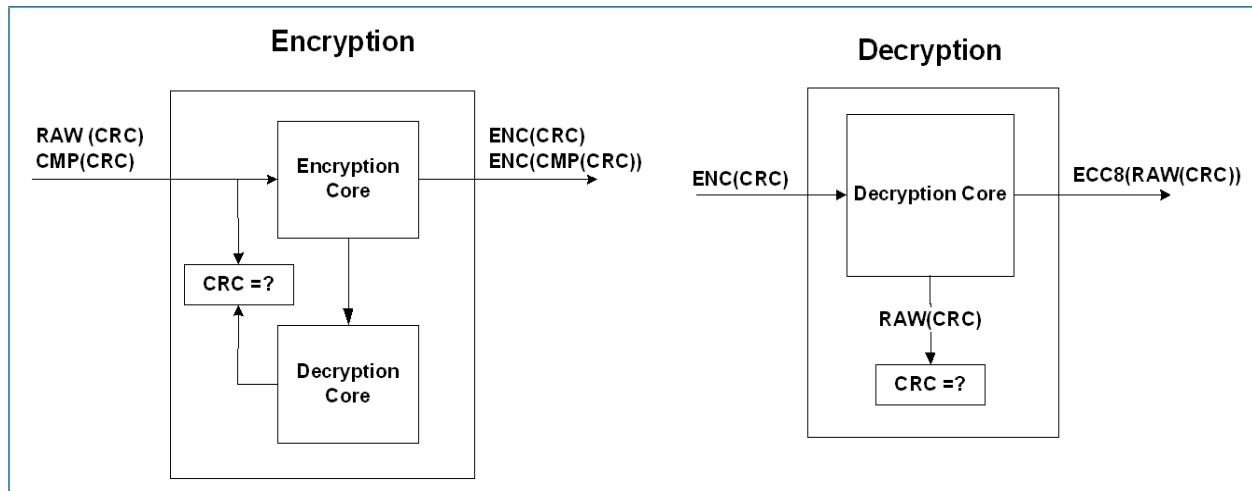 Encryption
RAW (CRC)
CMP(CRC)
Encryption
Core
ENC(CRC)
ENC(CMP(CRC))
CRC =?
Decryption
Core
Decryption
ENC(CRC)
Decryption Core
ECC8(RAW(CRC))
RAW(CRC)
CRC =?